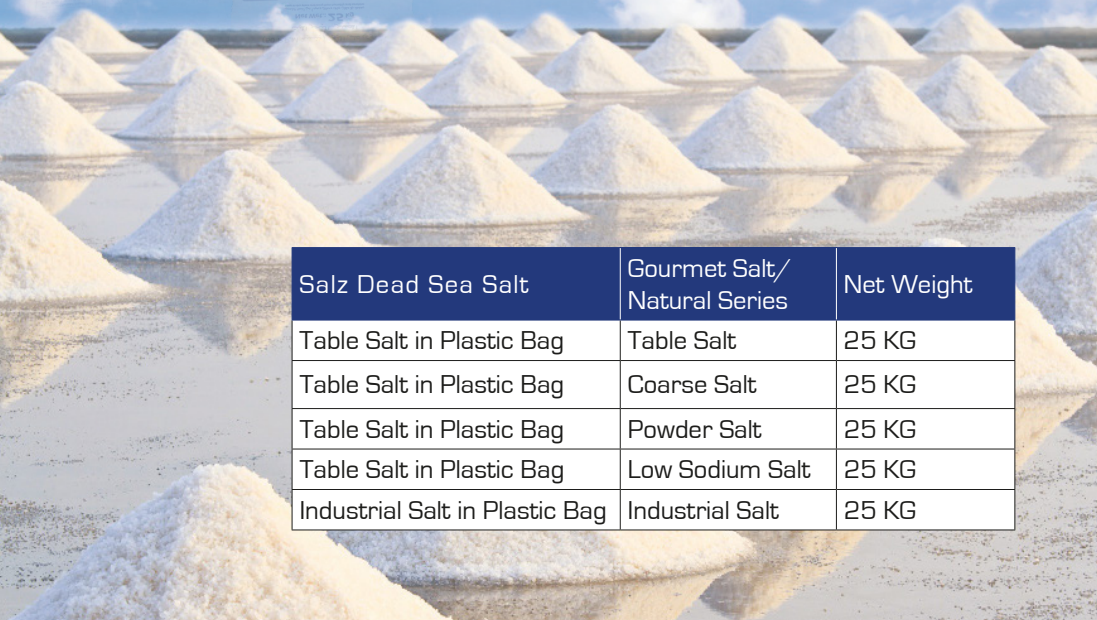 Salz Dead Sea Salt Gourmet Salt/ Natural Series Net Weight
Table Salt in Plastic Bag Table Salt 25 KG
Table Salt in Plastic Bag Coarse Salt 25 KG
Table Salt in Plastic Bag Powder Salt 25 KG
Table Salt in Plastic Bag Low Sodium Salt 25 KG
Industrial Salt in Plastic Bag Industrial Salt 25 KG